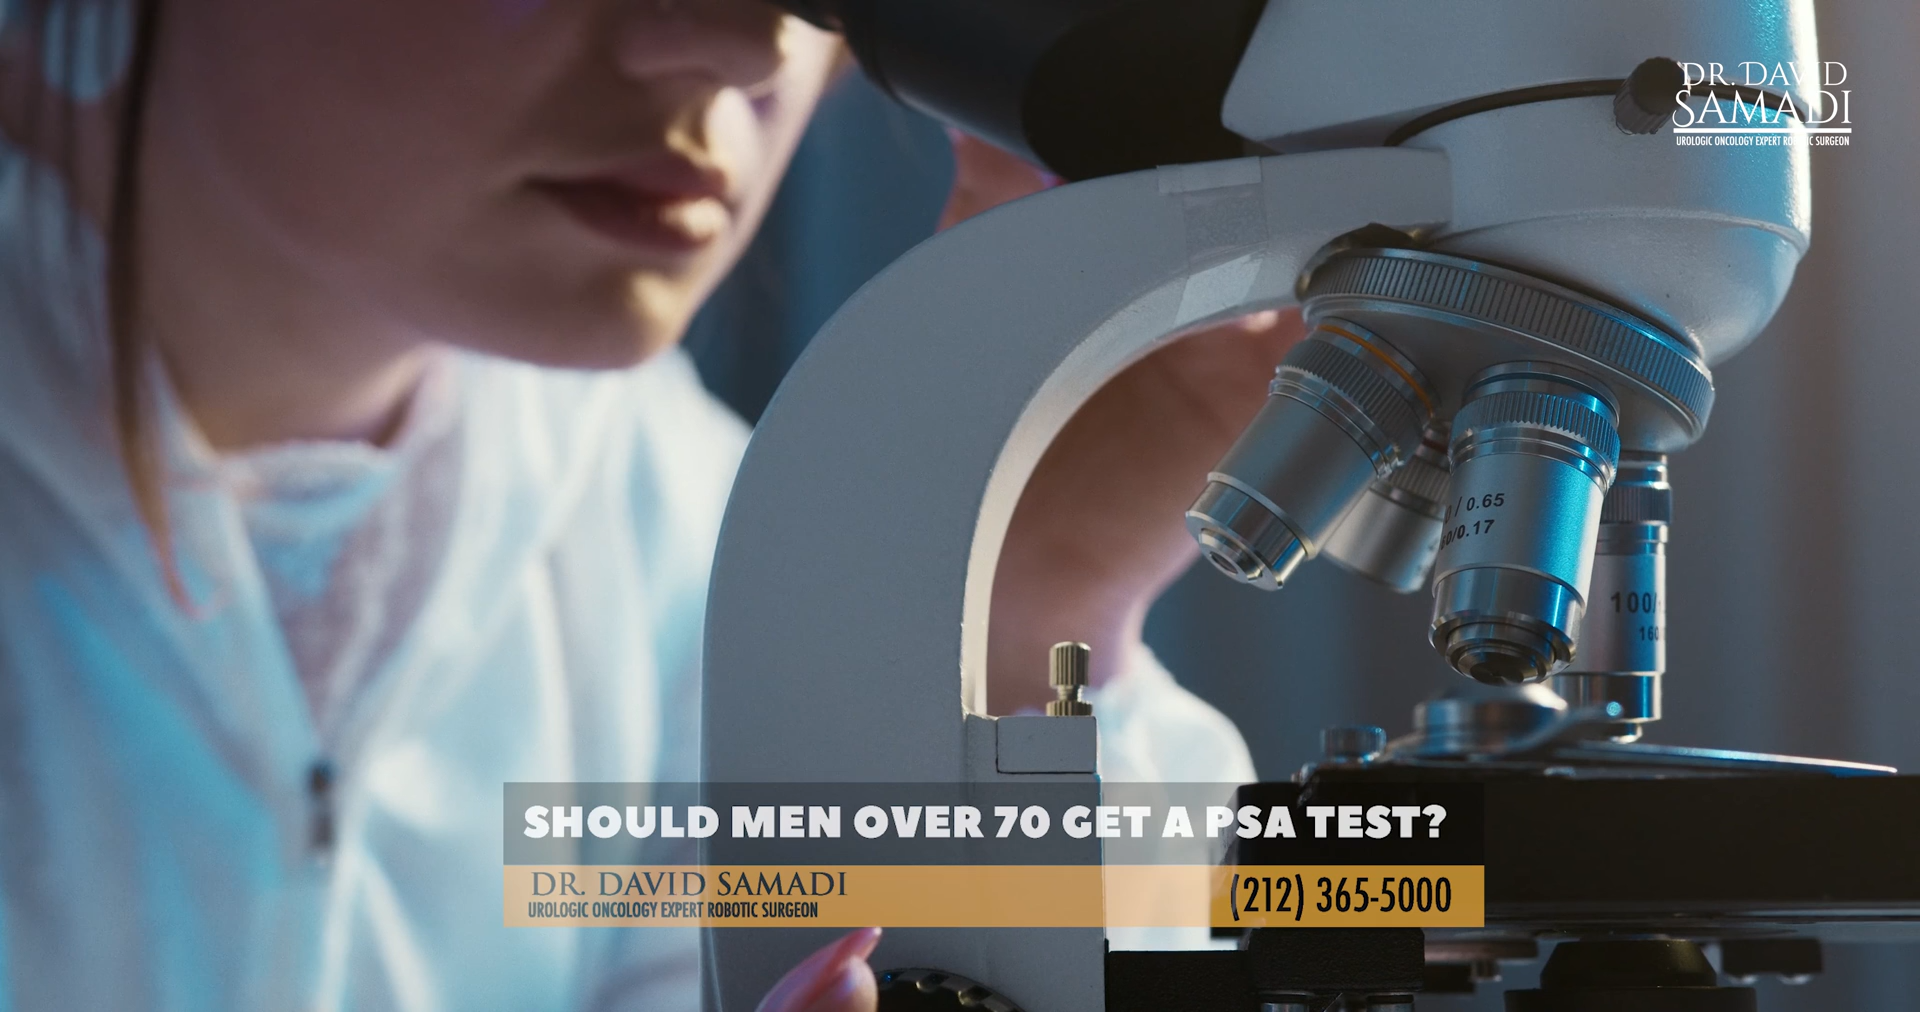 DR. DAVID
SAMADI
UROLOGIC ONCOLOGY EXPERT ROBOTIC SURGEON
/ 0.65
/0.17
100/
160
SHOULD MEN OVER 70 GET A PSA TEST?
DR. DAVID SAMADI
UROLOGIC ONCOLOGY EXPERT ROBOTIC SURGEON
(212) 365-5000